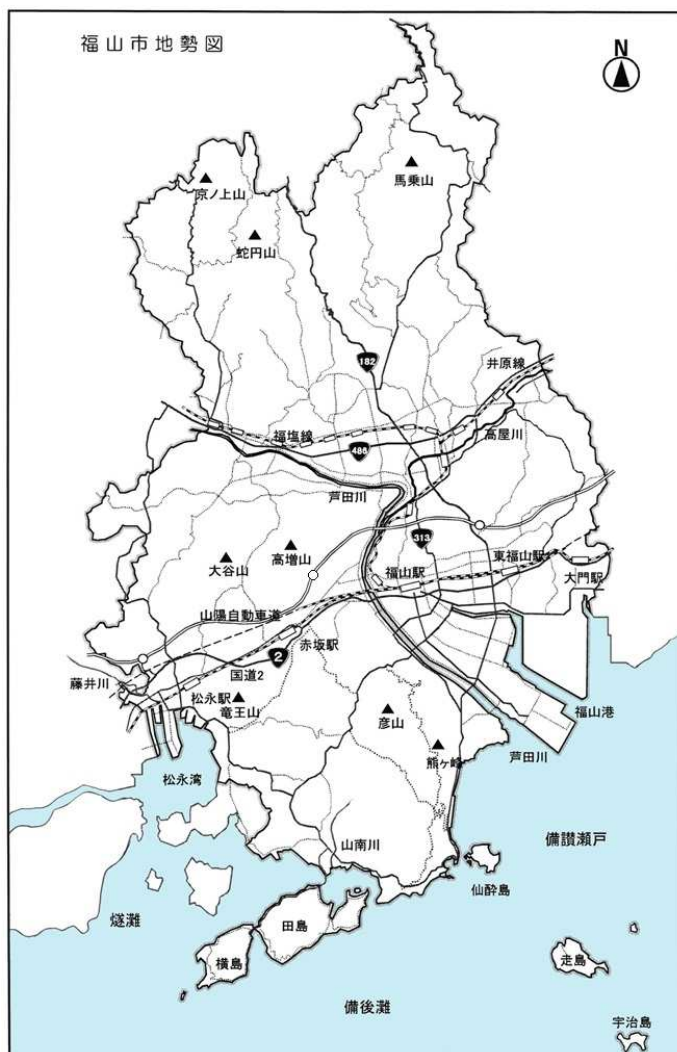 福山市地勢図
N
馬乗山
京ノ上山
蛇円山
182
井原線
福塩線
486
高屋川
芦田川
313
高増山
大谷山
福山駅
東福山駅
大門駅
山陽自動車道
赤坂駅
2
国道2
藤井川
松永駅
竜王山
彦山
福山港
熊ヶ峰
芦田川
松永湾
備讃瀬戸
山南川
仙酔島
燧灘
田島
横島
走島
備後灘
宇治島